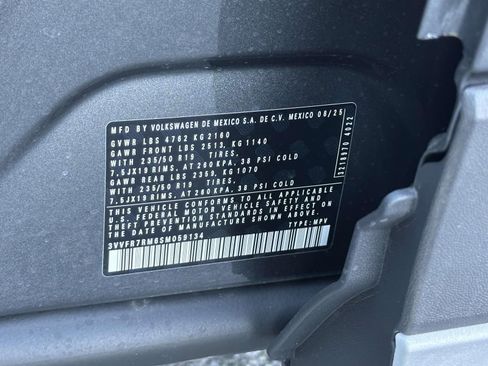 MFD BY VOLKSWAGEN DE MEXICO S.A. DE C.V. MEXICO 08/25
GVWR LBS 4762 KG 2160
GAWR FRONT LBS 2513, KG 1140
WITH 235/50 R19 TIRES,
7,5JX19 RIMS, AT 260 KPA, 38 PSI COLD
GAWR REAR LBS 2359, KG 1070
WITH 235/50 R19 TIRES,
7,5JX19 RIMS, AT 260 KPA, 38 PSI COLD
THIS VEHICLE CONFORMS TO ALL APPLICABLE
U.S. FEDERAL MOTOR VEHICLE SAFETY AND
THEFT PREVENTION STANDARDS IN EFFECT ON
THE DATE OF MANUFACTURE SHOWN ABOVE.
3VVFR7RM6SM059134 TYPE: MPV
3218970 4022